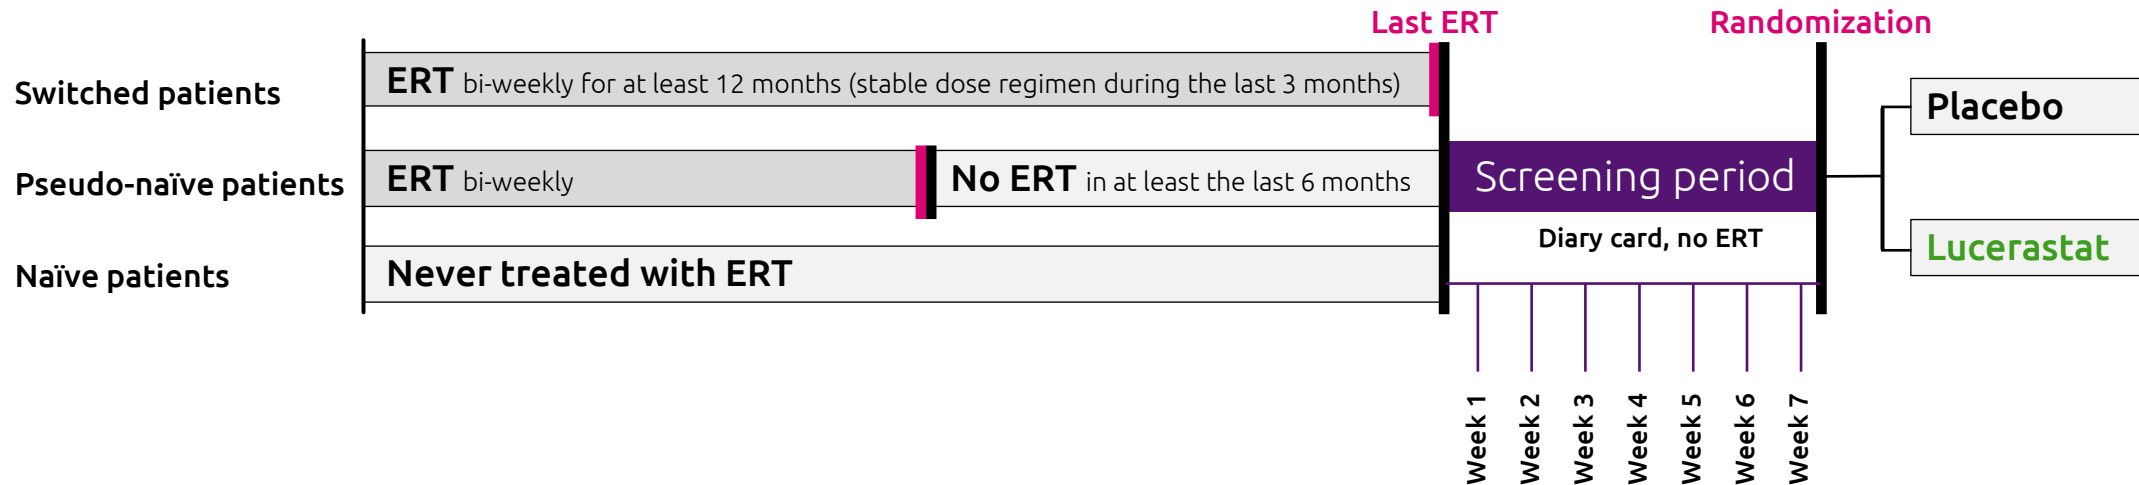 Last ERT
Randomization
Switched patients
ERT bi-weekly for at least 12 months (stable dose regimen during the last 3 months)
Placebo
Pseudo-naïve patients
ERT bi-weekly
No ERT in at least the last 6 months
Screening period
Diary card, no ERT
Lucerastat
Naïve patients
Never treated with ERT
Week 1
Week 2
Week 3
Week 4
Week 5
Week 6
Week 7